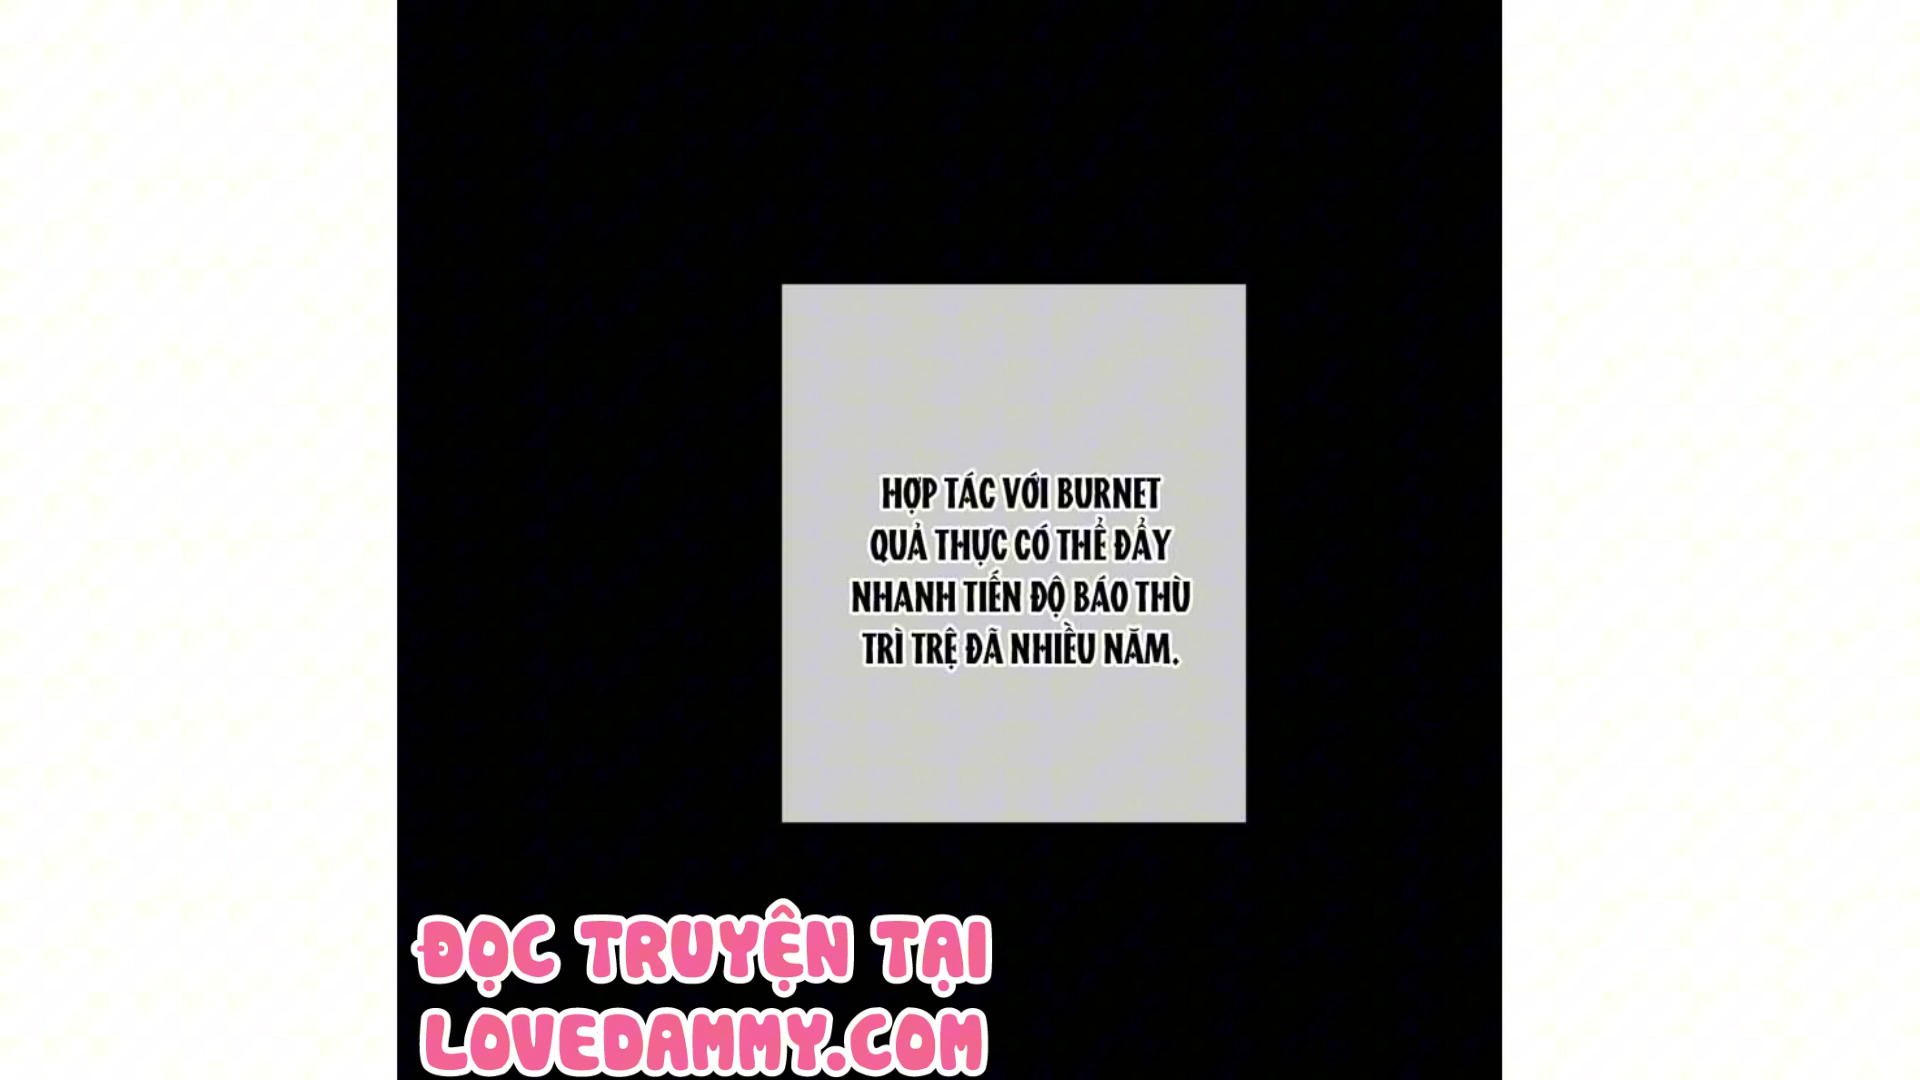 HỢP TÁC VỚI BURNET
QUẢ THỰC CÓ THỂ ĐẨY
NHANH TIẾN ĐỘ BÁO THÙ
TRÌ TRỆ ĐÃ NHIỀU NĂM.
ĐỌC TRUYỆN TẠI
LOVEDAMMY.COM